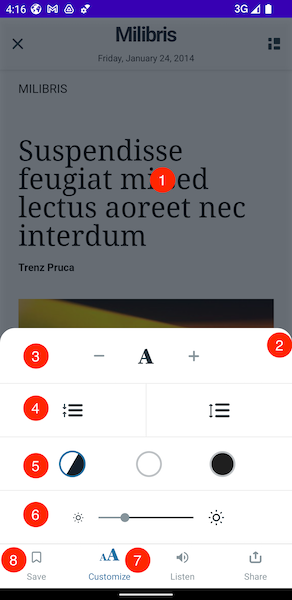 4:16
3G
Milibris
Friday, January 24, 2014
MILIBRIS
Suspendisse
feugiat mi 1 ed
lectus aoreet nec
interdum
Trenz Pruca
2
3 A
4
5
6
8 AA 7
Save Customize Listen Share